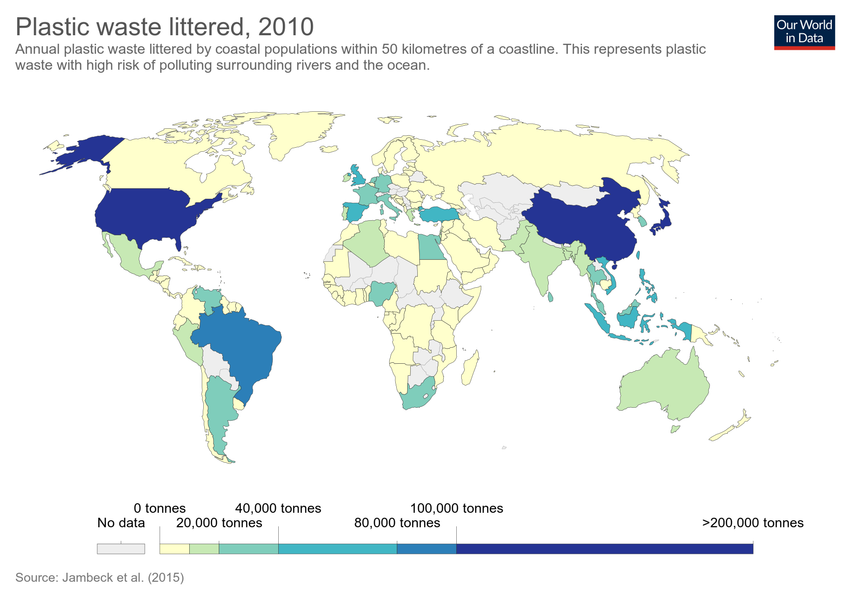 Plastic waste littered, 2010
Our World
in Data
Annual plastic waste littered by coastal populations within 50 kilometres of a coastline. This represents plastic
waste with high risk of polluting surrounding rivers and the ocean.
0 tonnes 40,000 tonnes 100,000 tonnes
No data 20,000 tonnes 80,000 tonnes >200,000 tonnes
Source: Jambeck et al. (2015)